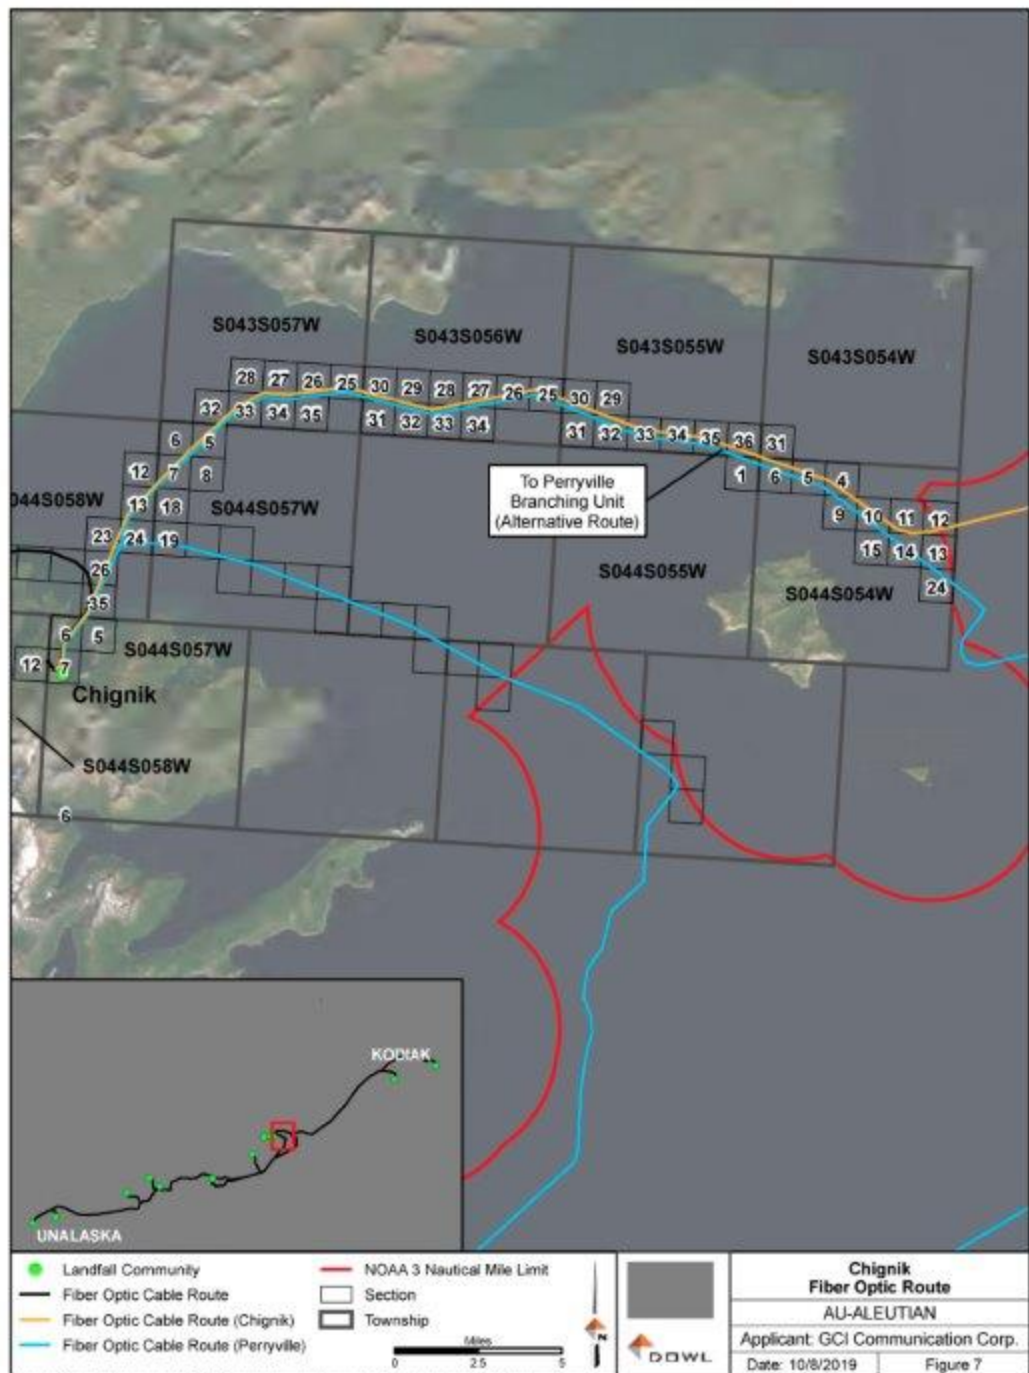 S043S057W
S043S056W
S043S055W
S043S054W
28 27 26 25 30 29 28 27 26 25 30 29
32 33 34 35 31 32 33 34 31 32 33 34 35 36 31
6 5
12 7 8
1 6 5 4
To Perryville
Branching Unit
(Alternative Route)
044S058W
13 18
S044S057W
9 10 11 12
23 24 19
15 14 13
26
S044S055W
24
S044S054W
35
6 5
S044S057W
12 7
Chignik
S044S058W
6
KODIAK
UNALASKA
Landfall Community
Fiber Optic Cable Route
Fiber Optic Cable Route (Chignik)
Fiber Optic Cable Route (Perryville)
NOAA 3 Nautical Mile Limit
Section
Township
Miles
0 2.5 5
N
DOWL
Chignik
Fiber Optic Route
AU-ALEUTIAN
Applicant: GCI Communication Corp.
Date: 10/8/2019
Figure 7